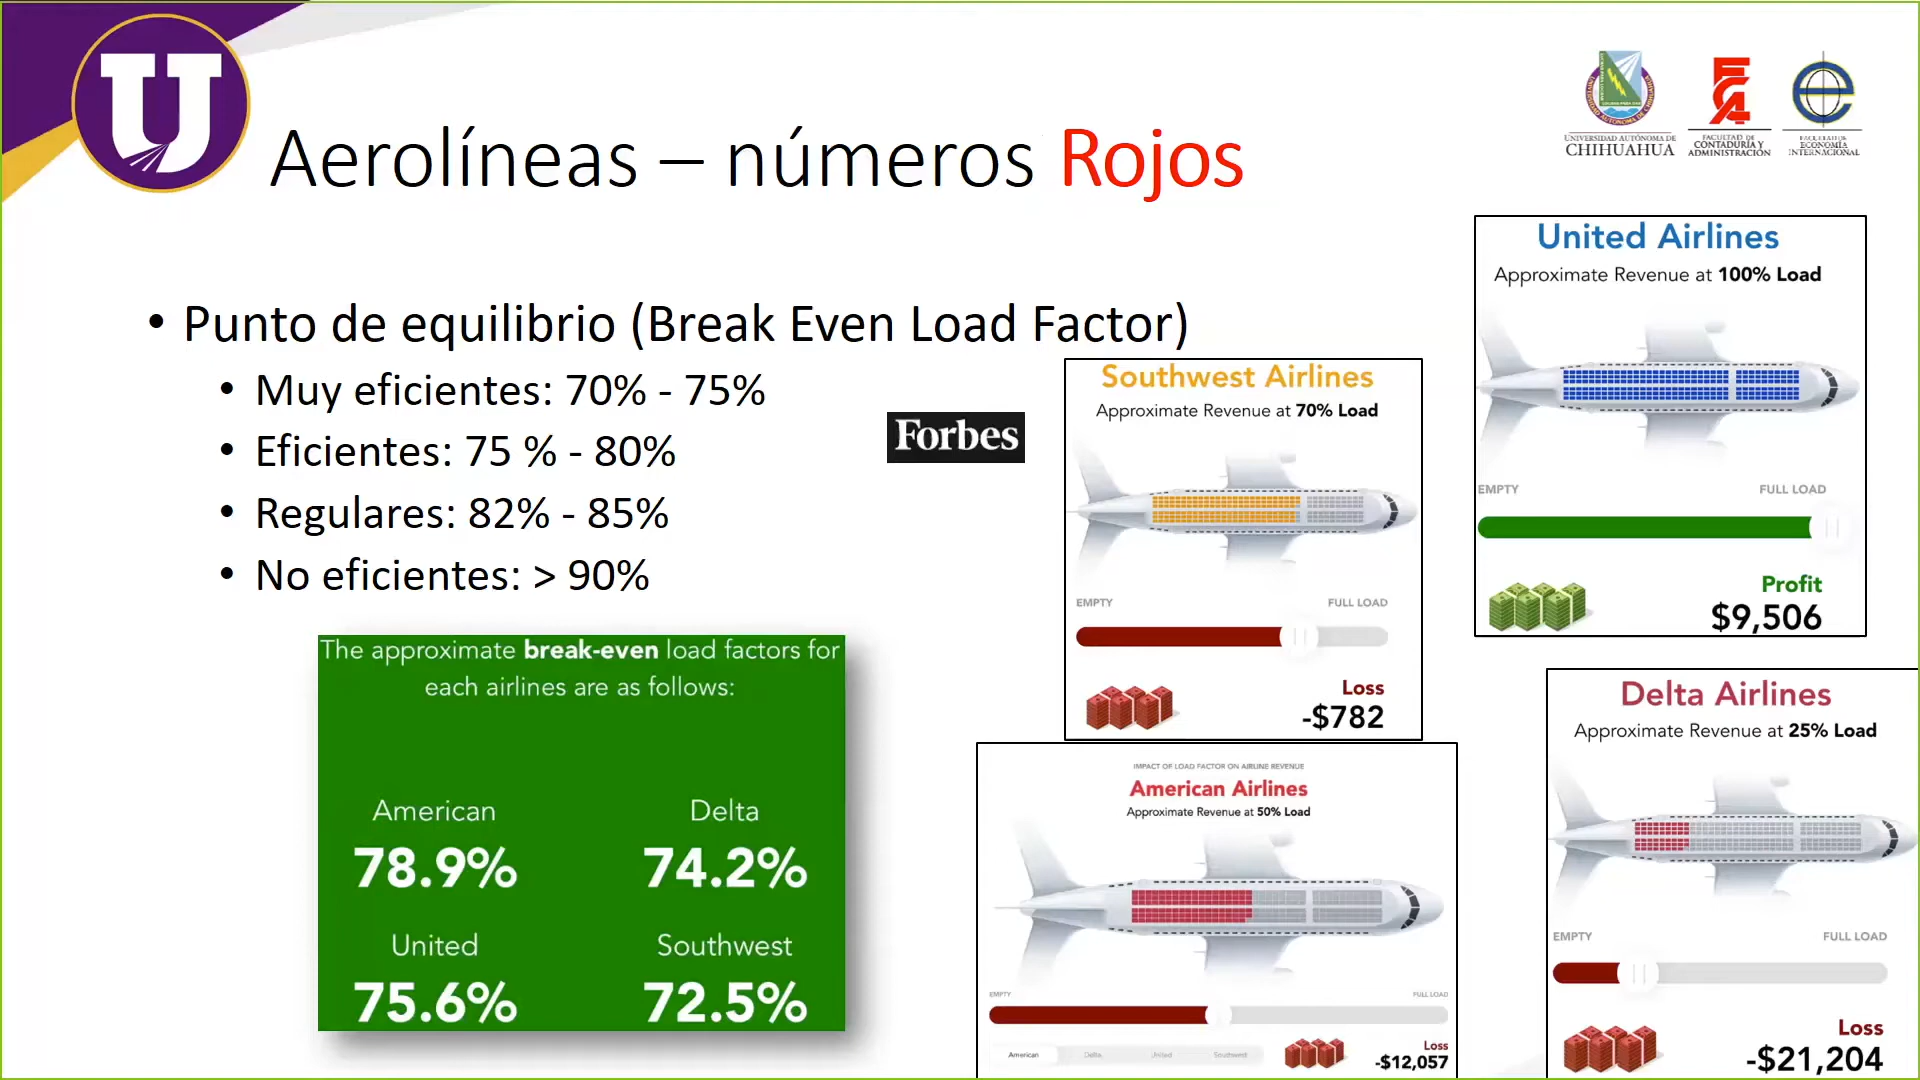 U
UNIVERSIDAD AUTÓNOMA DE
CHIHUAHUA
FACULTAD DE
CONTADURÍA Y
ADMINISTRACIÓN
FACULTAD DE
ECONOMÍA
INTERNACIONAL
Aerolíneas – números Rojos
• Punto de equilibrio (Break Even Load Factor)
• Muy eficientes: 70% - 75%
• Eficientes: 75 % - 80%
• Regulares: 82% - 85%
• No eficientes: > 90%
Forbes
The approximate break-even load factors for
each airlines are as follows:
American Delta
78.9% 74.2%
United Southwest
75.6% 72.5%
Southwest Airlines
Approximate Revenue at 70% Load
EMPTY FULL LOAD
Loss
-$782
United Airlines
Approximate Revenue at 100% Load
EMPTY FULL LOAD
Profit
$9,506
IMPACT OF LOAD FACTOR ON AIRLINE REVENUE
American Airlines
Approximate Revenue at 50% Load
EMPTY FULL LOAD
American Delta United Southwest
Loss
-$12,057
Delta Airlines
Approximate Revenue at 25% Load
EMPTY FULL LOAD
Loss
-$21,204